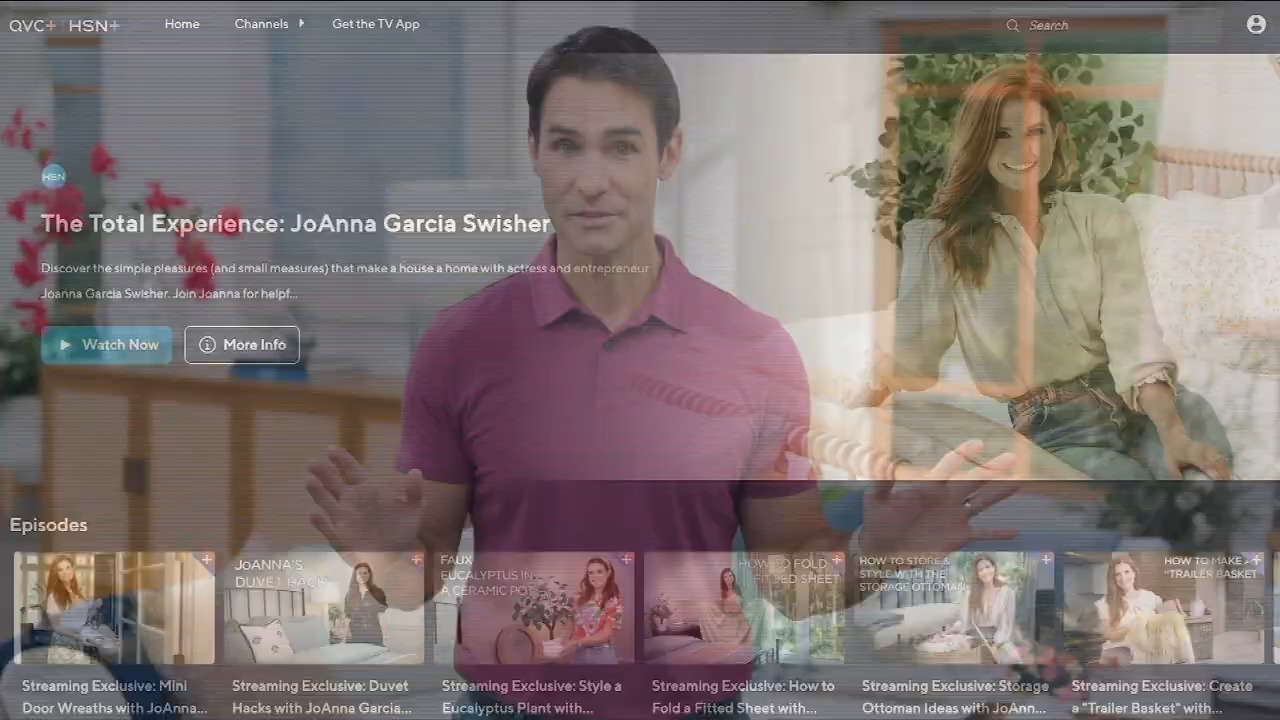 QVC+ HSN+
Home
Channels
Get the TV App
Search
HSN
The Total Experience: JoAnna Garcia Swisher
Discover the simple pleasures (and small measures) that make a house a home with actress and entrepreneur
Joanna Garcia Swisher. Join Joanna for helpf...
Watch Now
More Info
Episodes
JoANNA'S
DUVET HACK
FAUX
EUCALYPTUS IN
A CERAMIC POT
HOW TO FOLD A
FITTED SHEET
HOW TO STORE &
STYLE WITH THE
STORAGE OTTOMAN
HOW TO MAKE A
"TRAILER BASKET"
Streaming Exclusive: Mini
Door Wreaths with JoAnna...
Streaming Exclusive: Duvet
Hacks with JoAnna Garcia...
Streaming Exclusive: Style a
Eucalyptus Plant with...
Streaming Exclusive: How to
Fold a Fitted Sheet with...
Streaming Exclusive: Storage
Ottoman Ideas with JoAnn...
Streaming Exclusive: Create
a "Trailer Basket" with...